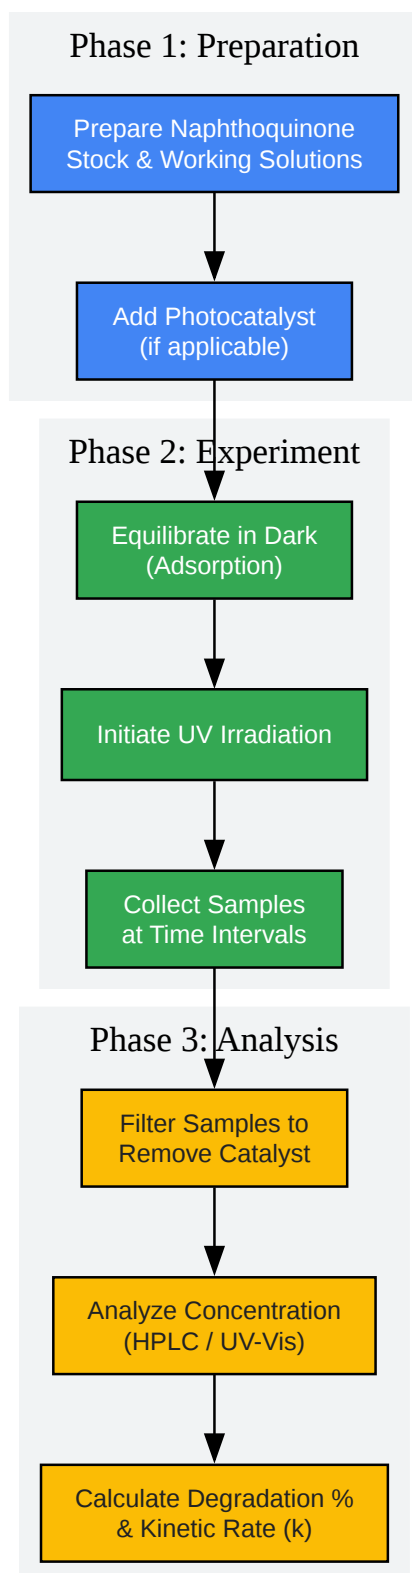 Phase 1: Preparation
Prepare Naphthoquinone
Stock & Working Solutions
Add Photocatalyst
(if applicable)
Phase 2: Experiment
Equilibrate in Dark
(Adsorption)
Initiate UV Irradiation
Collect Samples
at Time Intervals
Phase 3: Analysis
Filter Samples to
Remove Catalyst
Analyze Concentration
(HPLC / UV-Vis)
Calculate Degradation %
& Kinetic Rate (k)